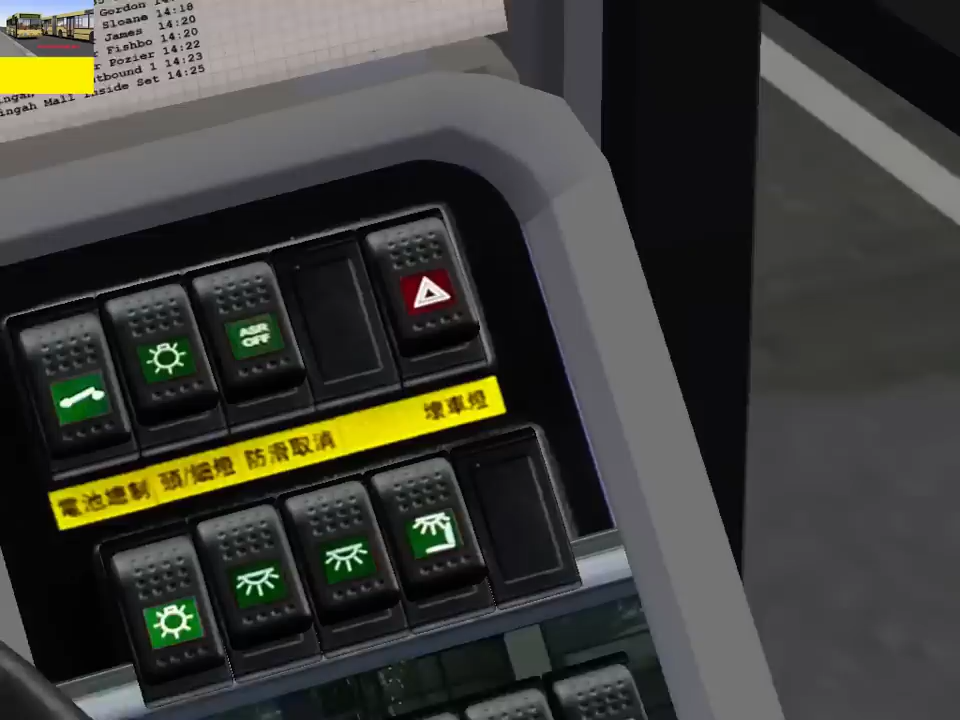 Gordon 14:
Sloane 14:18
James 14:20
Fishbo 14:20
r Pozier 14:22
tbound 1 14:23
ingah Mall Inside Set 14:25
ASR
OFF
電池總制 頭/細燈 防滑取消 壞車燈